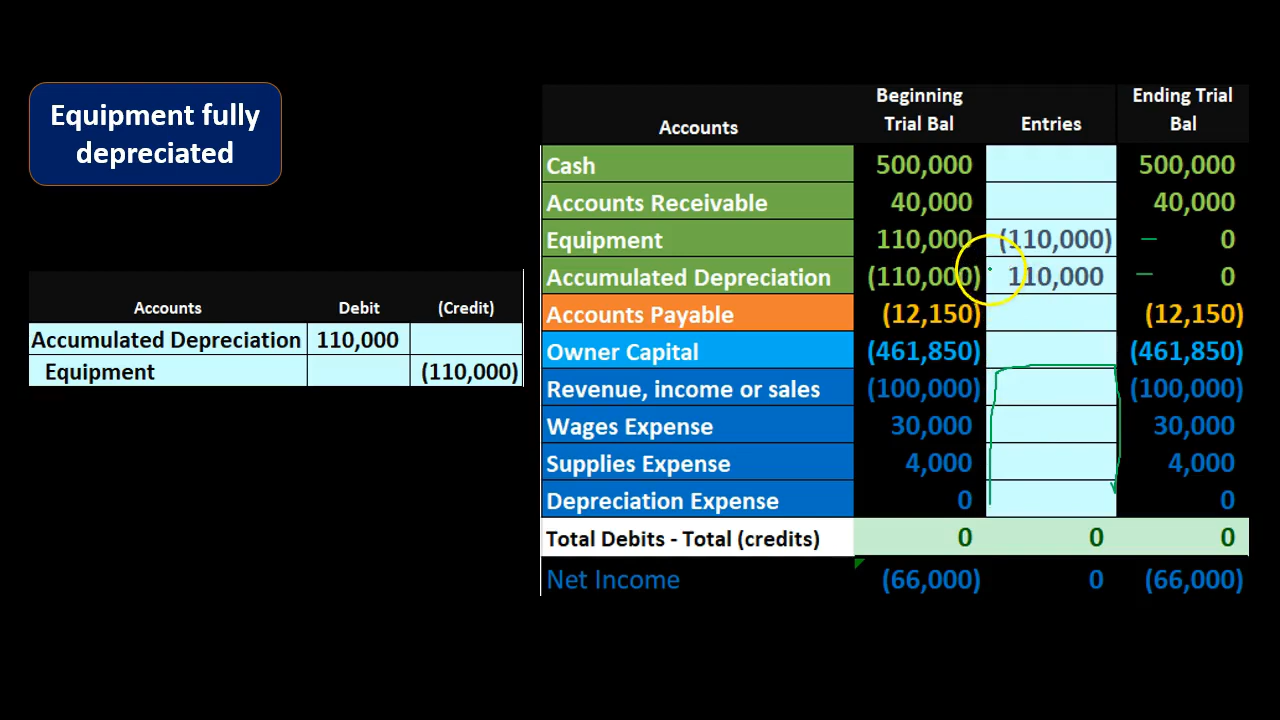 Equipment fully
depreciated
Accounts Debit (Credit)
Accumulated Depreciation 110,000
Equipment (110,000)
Beginning Ending Trial
Accounts Trial Bal Entries Bal
Cash 500,000 500,000
Accounts Receivable 40,000 40,000
Equipment 110,000 (110,000) 0
Accumulated Depreciation (110,000) 110,000 0
Accounts Payable (12,150) (12,150)
Owner Capital (461,850) (461,850)
Revenue, income or sales (100,000) (100,000)
Wages Expense 30,000 30,000
Supplies Expense 4,000 4,000
Depreciation Expense 0 0
Total Debits - Total (credits) 0 0 0
Net Income (66,000) 0 (66,000)